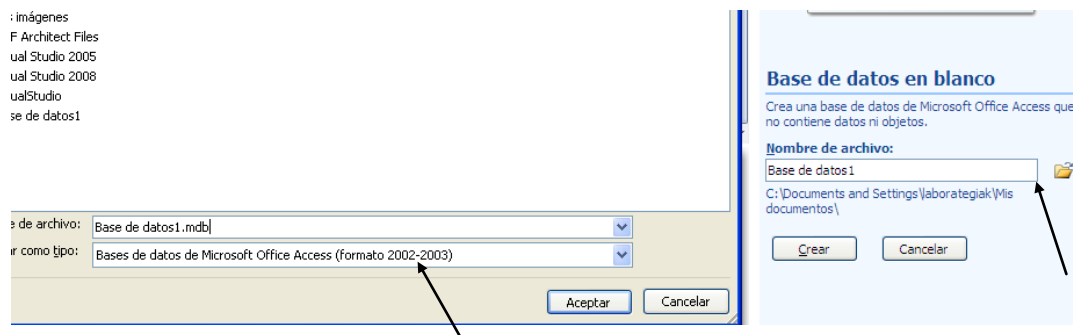 : imágenes
F Architect Files
ual Studio 2005
ual Studio 2008
ualStudio
se de datos1
e de archivo:
Base de datos1.mdb
ar como tipo:
Bases de datos de Microsoft Office Access (formato 2002-2003)
Aceptar
Cancelar
Base de datos en blanco
Crea una base de datos de Microsoft Office Access que
no contiene datos ni objetos.
Nombre de archivo:
Base de datos1
C:\Documents and Settings\laborategiak\Mis
documentos\
Crear
Cancelar